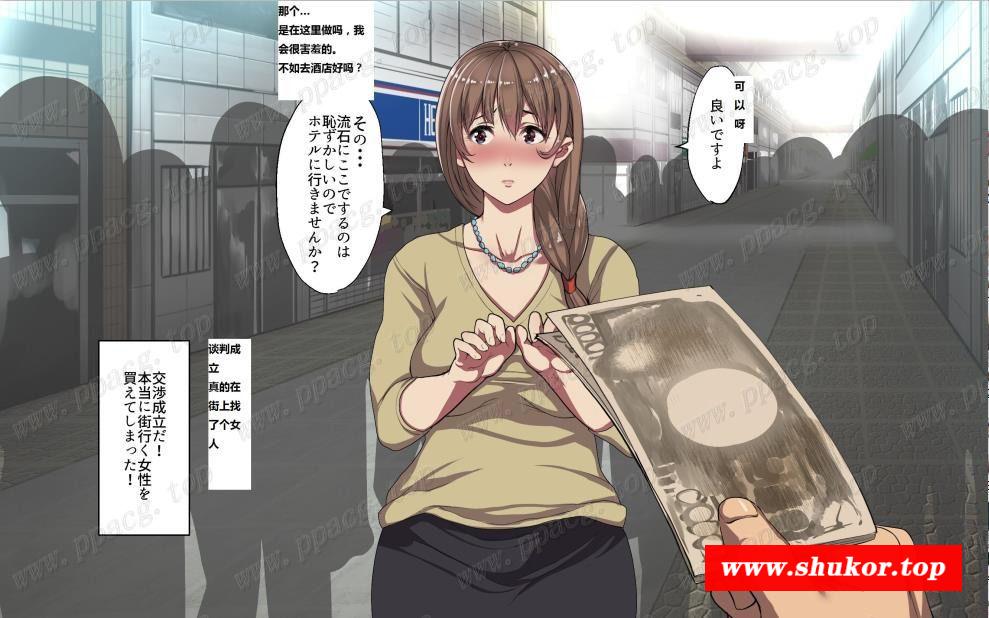 那个…
是在这里做吗，我
会很害羞的。
不如去酒店好吗？
その・・・
流石にここでするのは
恥ずかしいので
ホテルに行きませんか？
可以呀
良いですよ
HE
谈判成
立
真的在
街上找
了个女
人
交渉成立だ！
本当に街行く女性を
買えてしまった！
www.ppacg.top
www.shukor.top